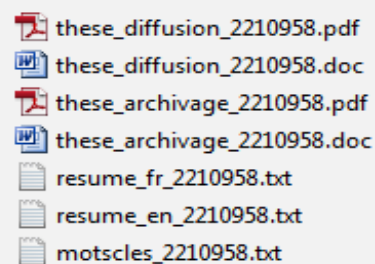 these_diffusion_2210958.pdf
these_diffusion_2210958.doc
these_archivage_2210958.pdf
these_archivage_2210958.doc
resume_fr_2210958.txt
resume_en_2210958.txt
motscles_2210958.txt